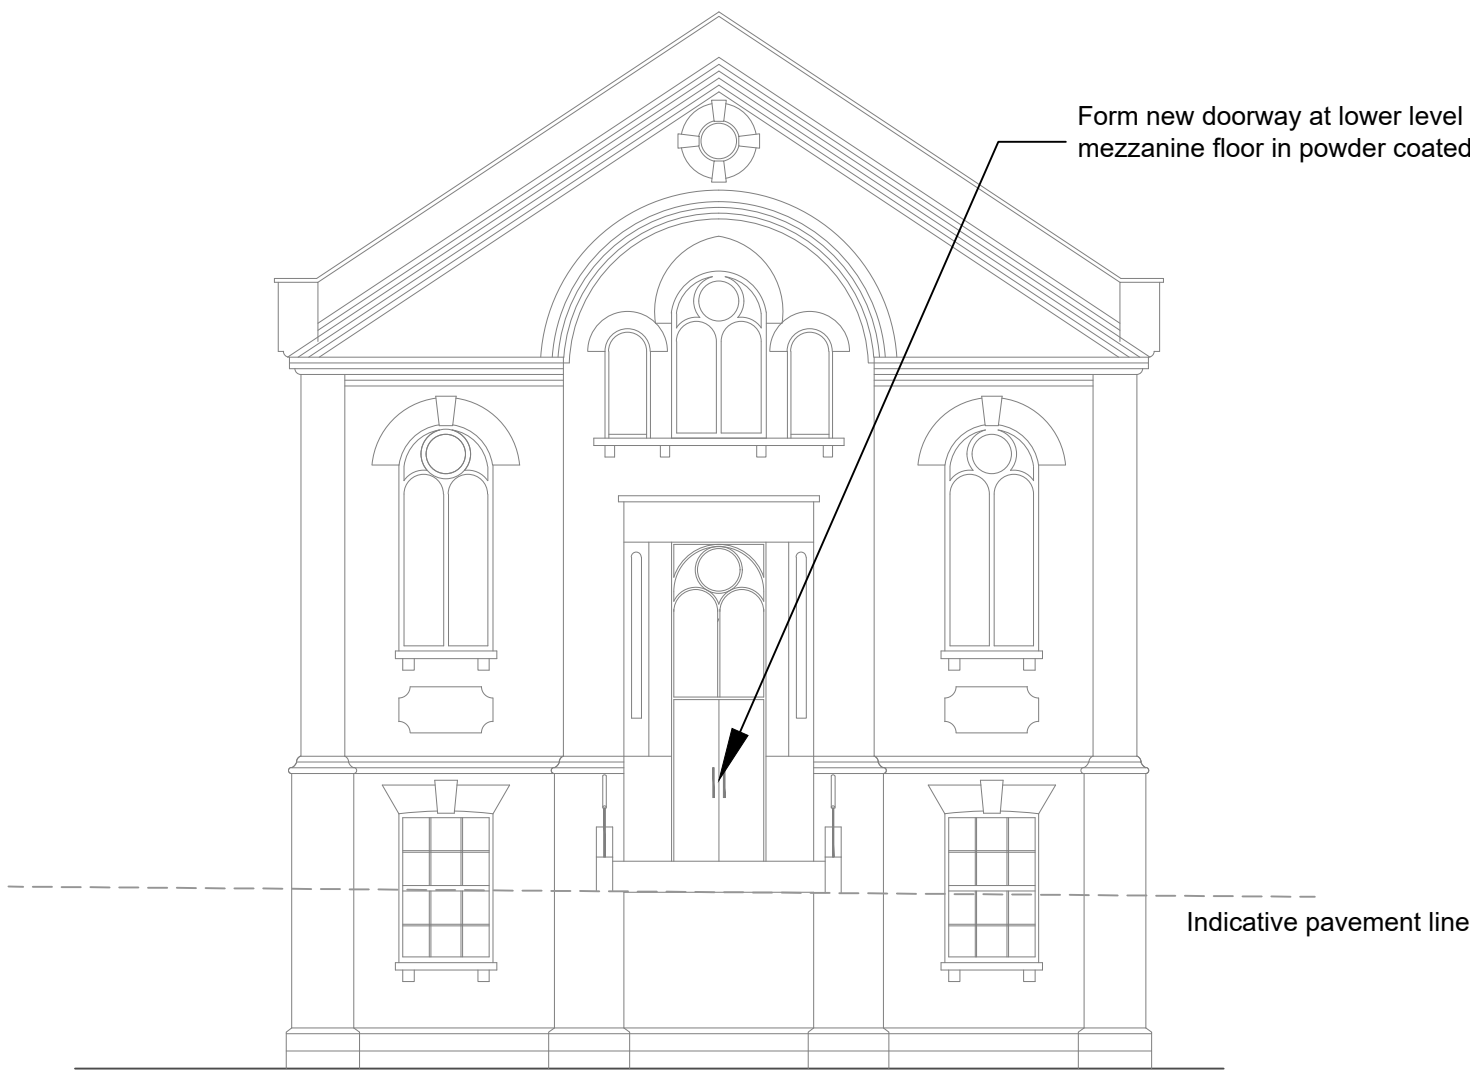 Form new doorway at lower level
mezzanine floor in powder coated
Indicative pavement line